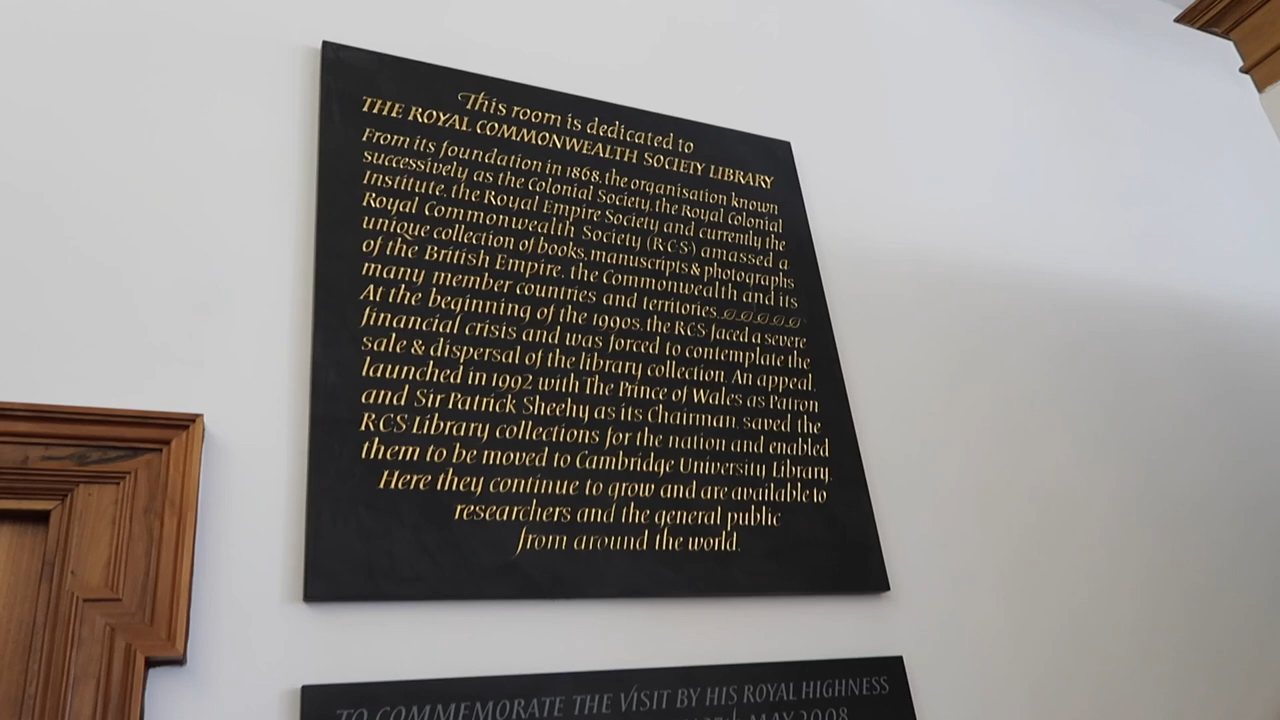 This room is dedicated to
THE ROYAL COMMONWEALTH SOCIETY LIBRARY
From its foundation in 1868, the organisation known
successively as the Colonial Society, the Royal Colonial
Institute, the Royal Empire Society and currently the
Royal Commonwealth Society (R·C·S·) amassed a
unique collection of books, manuscripts & photographs
of the British Empire, the Commonwealth and its
many member countries and territories.
At the beginning of the 1990s, the R·C·S· faced a severe
financial crisis and was forced to contemplate the
sale & dispersal of the library collection. An appeal,
launched in 1992 with The Prince of Wales as Patron
and Sir Patrick Sheehy as its Chairman, saved the
R·C·S· Library collections for the nation and enabled
them to be moved to Cambridge University Library.
Here they continue to grow and are available to
researchers and the general public
from around the world.
TO COMMEMORATE THE VISIT BY HIS ROYAL HIGHNESS
MAY 2008